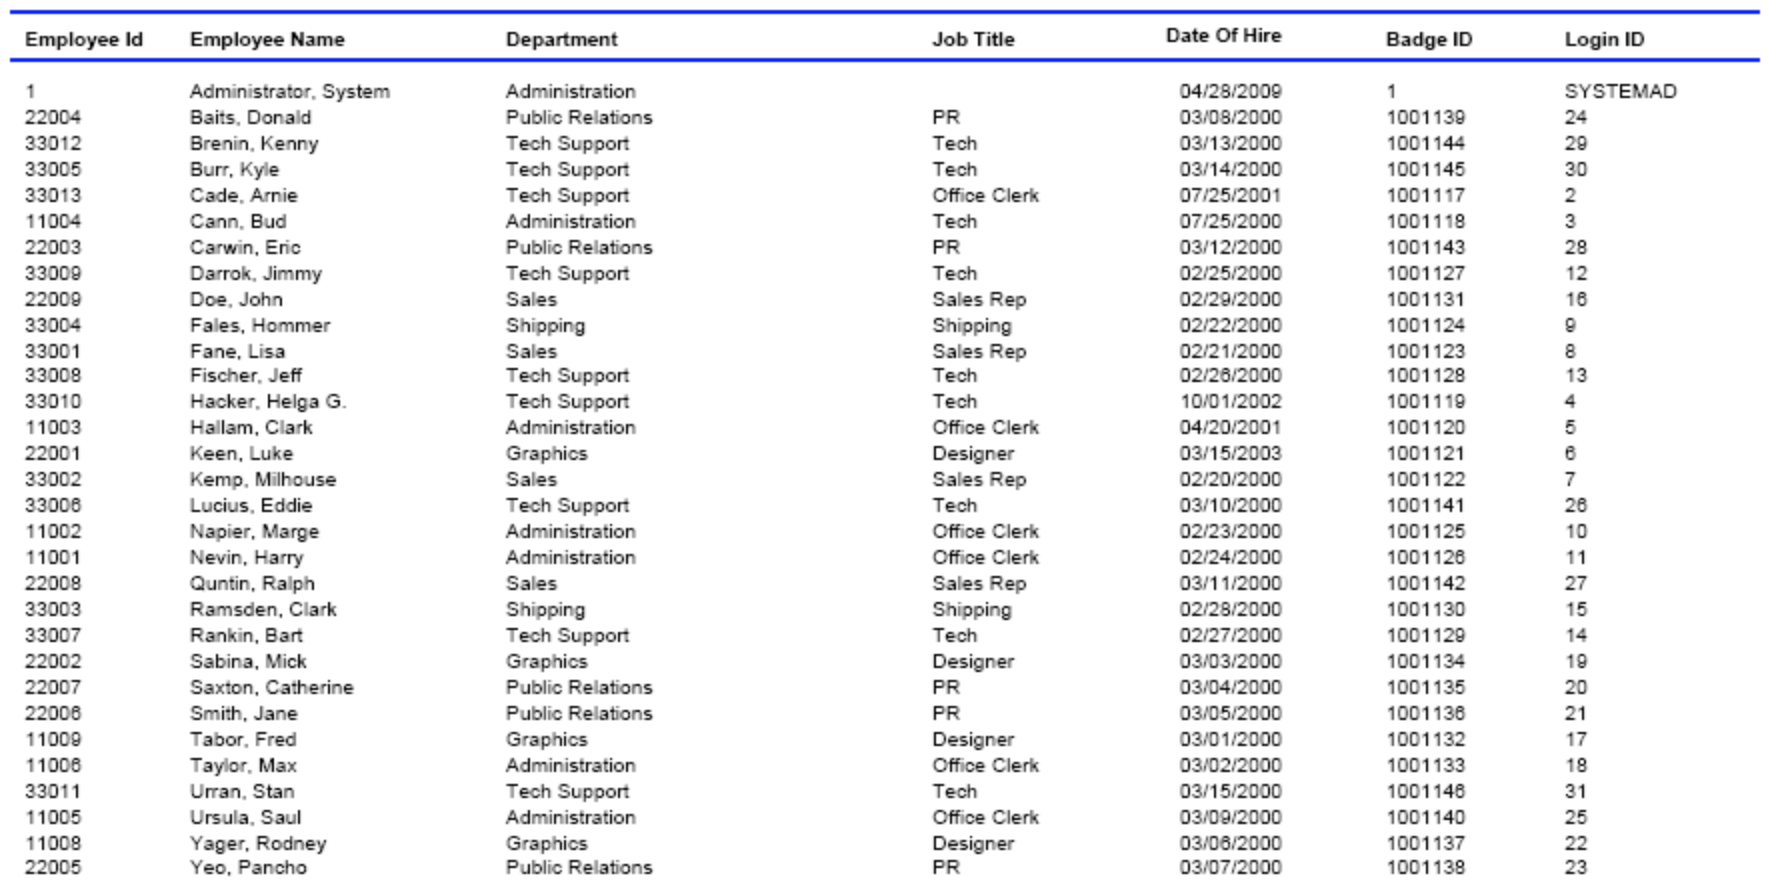 Employee Id Employee Name Department Job Title Date Of Hire Badge ID Login ID
1 Administrator, System Administration 04/28/2009 1 SYSTEMAD
22004 Baits, Donald Public Relations PR 03/08/2000 1001139 24
33012 Brenin, Kenny Tech Support Tech 03/13/2000 1001144 29
33005 Burr, Kyle Tech Support Tech 03/14/2000 1001145 30
33013 Cade, Arnie Tech Support Office Clerk 07/25/2001 1001117 2
11004 Cann, Bud Administration Tech 07/25/2000 1001118 3
22003 Carwin, Eric Public Relations PR 03/12/2000 1001143 28
33009 Darrok, Jimmy Tech Support Tech 02/25/2000 1001127 12
22009 Doe, John Sales Sales Rep 02/29/2000 1001131 16
33004 Fales, Hommer Shipping Shipping 02/22/2000 1001124 9
33001 Fane, Lisa Sales Sales Rep 02/21/2000 1001123 8
33008 Fischer, Jeff Tech Support Tech 02/26/2000 1001128 13
33010 Hacker, Helga G. Tech Support Tech 10/01/2002 1001119 4
11003 Hallam, Clark Administration Office Clerk 04/20/2001 1001120 5
22001 Keen, Luke Graphics Designer 03/15/2003 1001121 6
33002 Kemp, Milhouse Sales Sales Rep 02/20/2000 1001122 7
33006 Lucius, Eddie Tech Support Tech 03/10/2000 1001141 26
11002 Napier, Marge Administration Office Clerk 02/23/2000 1001125 10
11001 Nevin, Harry Administration Office Clerk 02/24/2000 1001126 11
22008 Quntin, Ralph Sales Sales Rep 03/11/2000 1001142 27
33003 Ramsden, Clark Shipping Shipping 02/28/2000 1001130 15
33007 Rankin, Bart Tech Support Tech 02/27/2000 1001129 14
22002 Sabina, Mick Graphics Designer 03/03/2000 1001134 19
22007 Saxton, Catherine Public Relations PR 03/04/2000 1001135 20
22006 Smith, Jane Public Relations PR 03/05/2000 1001136 21
11009 Tabor, Fred Graphics Designer 03/01/2000 1001132 17
11006 Taylor, Max Administration Office Clerk 03/02/2000 1001133 18
33011 Urran, Stan Tech Support Tech 03/15/2000 1001146 31
11005 Ursula, Saul Administration Office Clerk 03/09/2000 1001140 25
11008 Yager, Rodney Graphics Designer 03/06/2000 1001137 22
22005 Yeo, Pancho Public Relations PR 03/07/2000 1001138 23